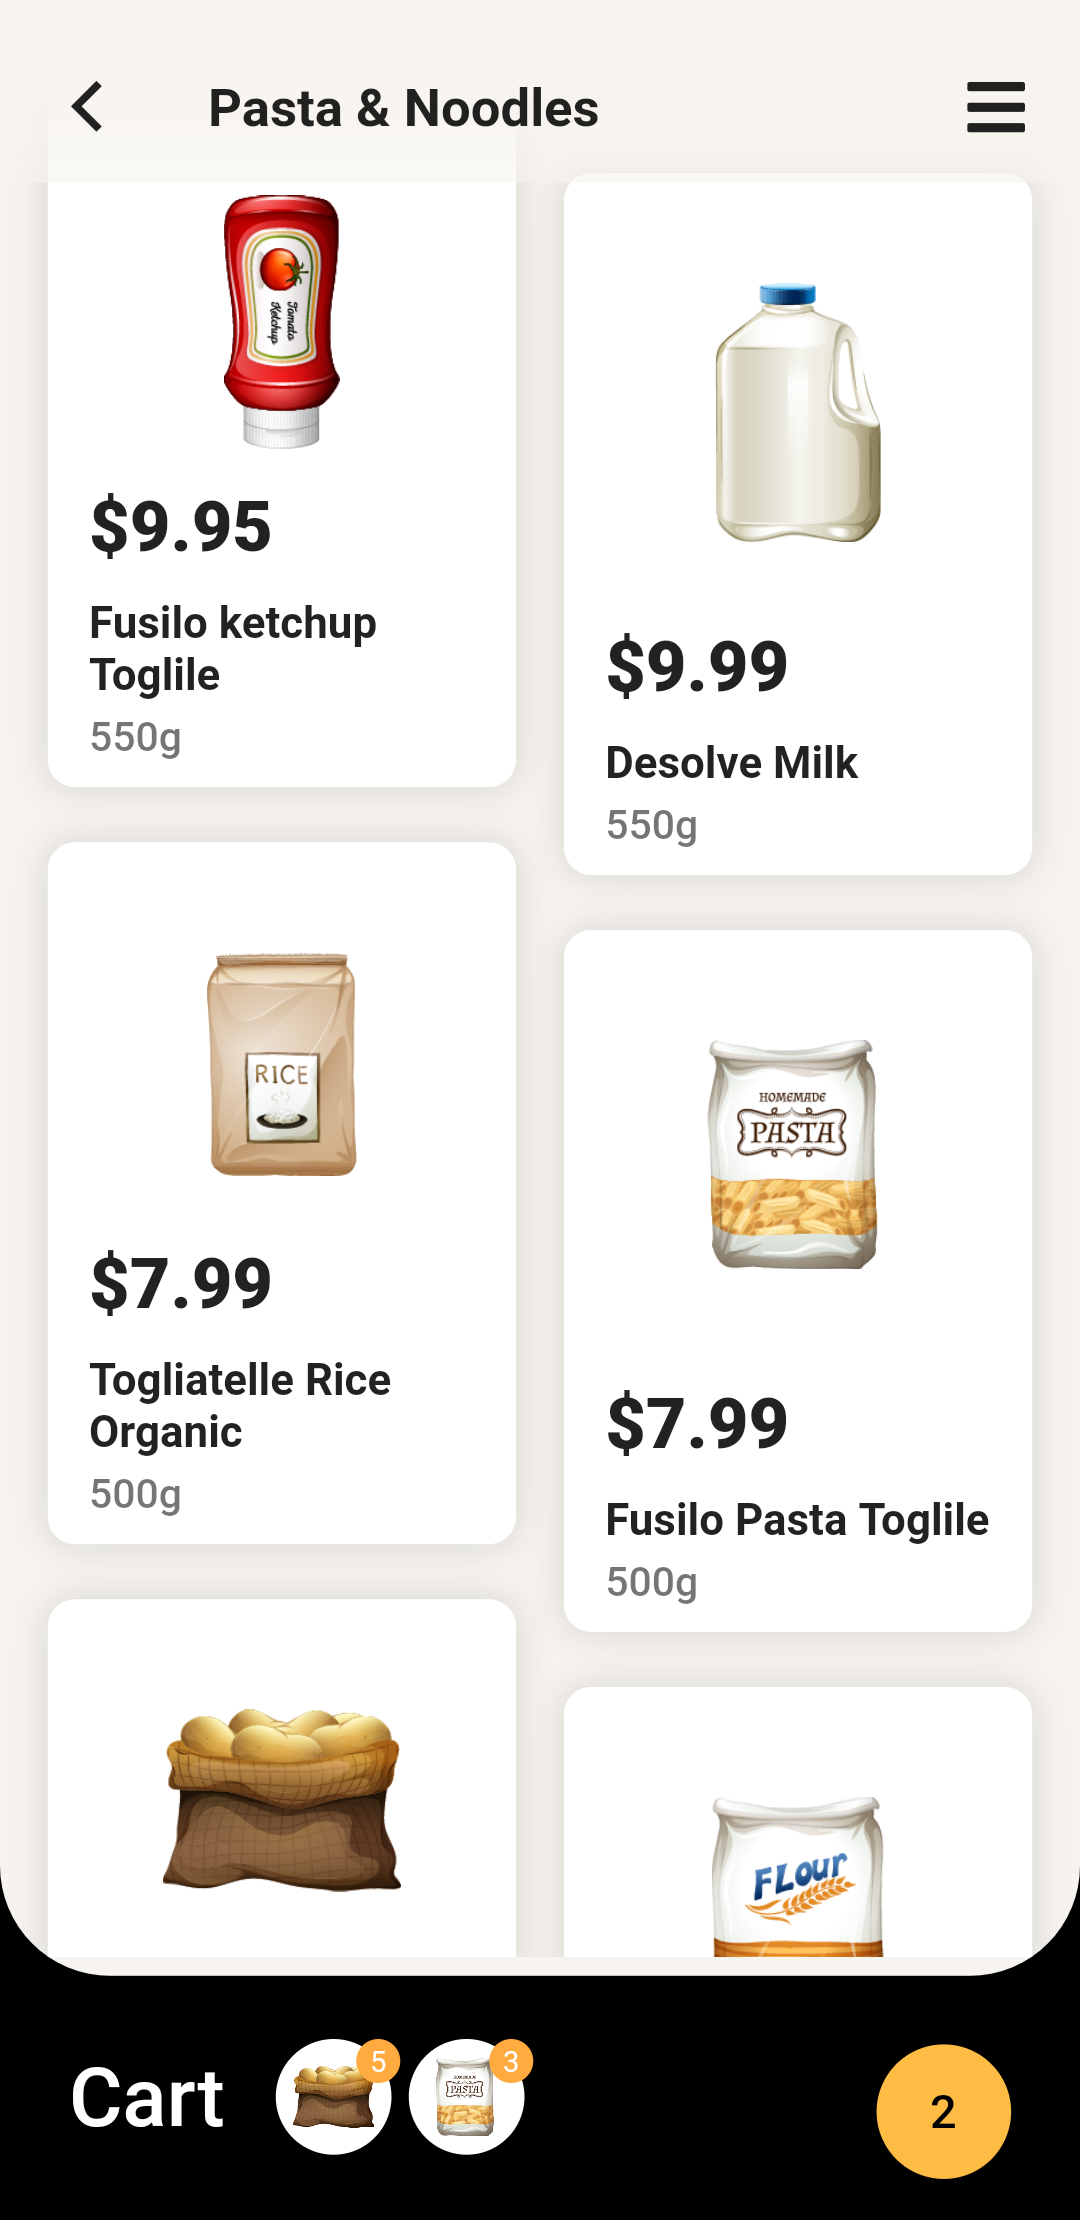 Pasta & Noodles
Tomato
Ketchup
$9.95
Fusilo ketchup
Toglile
550g
$9.99
Desolve Milk
550g
RICE
$7.99
Togliatelle Rice
Organic
500g
HOMEMADE
PASTA
$7.99
Fusilo Pasta Toglile
500g
FLour
Cart
5
PASTA
3
2